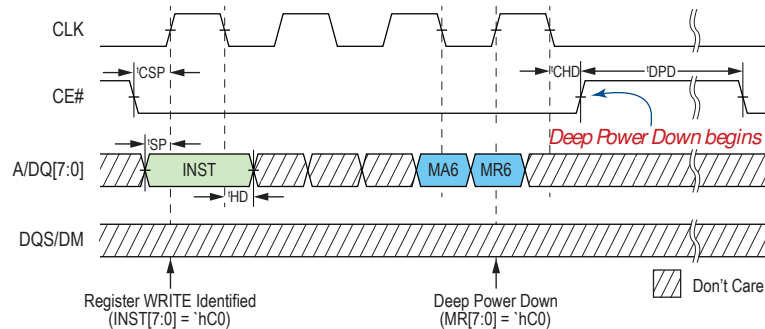 CLK
tCSP
tCHD
tDPD
CE#
Deep Power Down begins
tSP
A/DQ[7:0]
INST
MA6
MR6
tHD
DQS/DM
Register WRITE Identified
(INST[7:0] = `hC0)
Deep Power Down
(MR[7:0] = `hC0)
Don't Care